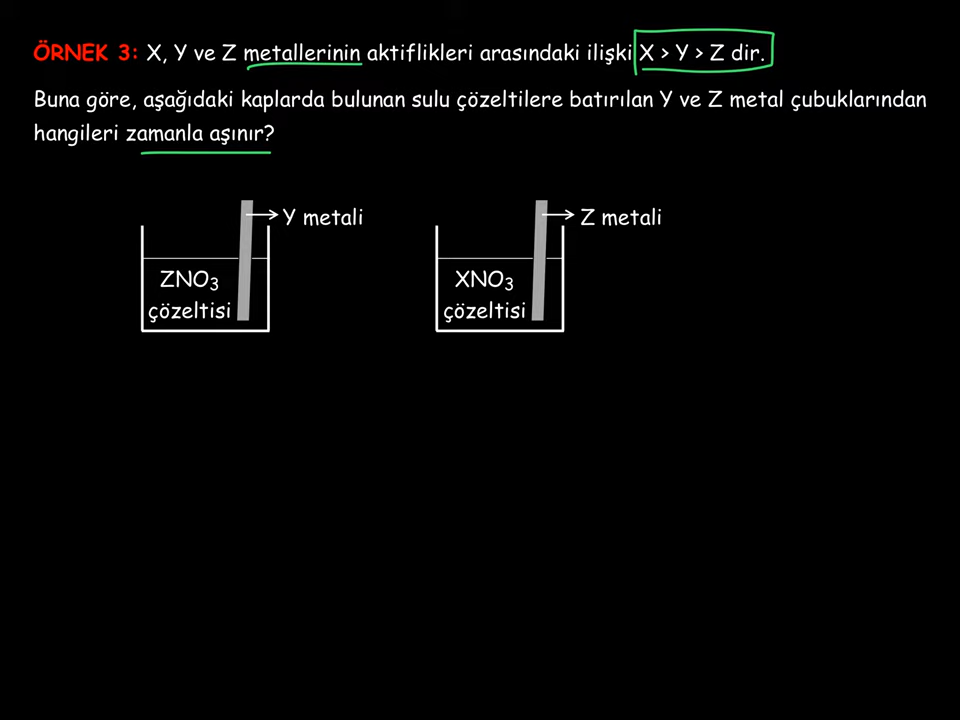 ÖRNEK 3: X, Y ve Z metallerinin aktiflikleri arasındaki ilişki X > Y > Z dir.
Buna göre, aşağıdaki kaplarda bulunan sulu çözeltilere batırılan Y ve Z metal çubuklarından
hangileri zamanla aşınır?
Y metali
ZNO₃
çözeltisi
Z metali
XNO₃
çözeltisi